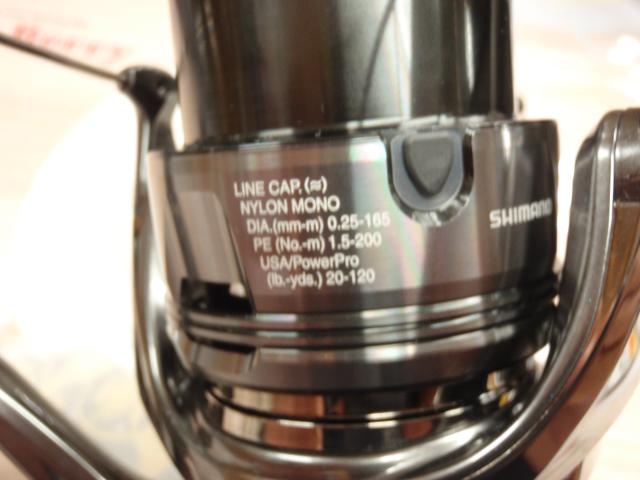 LINE CAP.(≈)
NYLON MONO
DIA.(mm-m) 0.25-165
PE (No.-m) 1.5-200
USA/PowerPro
(lb.-yds.) 20-120
SHIMANO